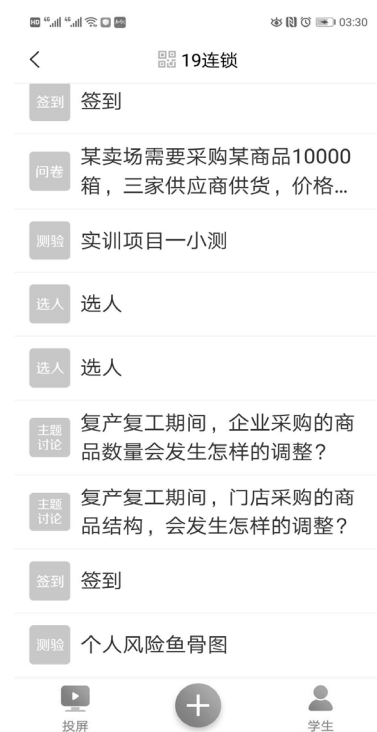 HD 4G 4G 03:30
19连锁
签到 签到
问卷 某卖场需要采购某商品10000
箱，三家供应商供货，价格...
测验 实训项目一小测
选人 选人
选人 选人
主题
讨论
复产复工期间，企业采购的商
品数量会发生怎样的调整？
主题
讨论
复产复工期间，门店采购的商
品结构，会发生怎样的调整？
签到 签到
测验 个人风险鱼骨图
投屏 学生